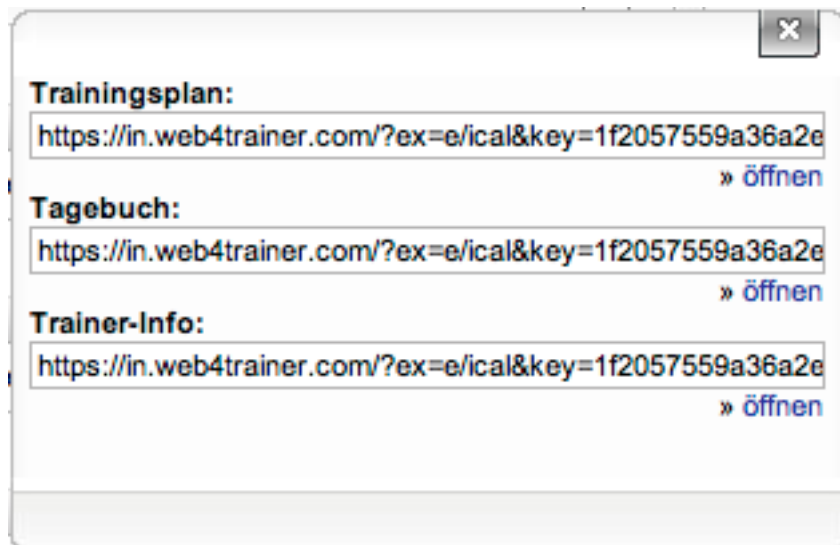 Trainingsplan:
https://in.web4trainer.com/?ex=e/ical&key=1f2057559a36a2e
» öffnen
Tagebuch:
https://in.web4trainer.com/?ex=e/ical&key=1f2057559a36a2e
» öffnen
Trainer-Info:
https://in.web4trainer.com/?ex=e/ical&key=1f2057559a36a2e
» öffnen